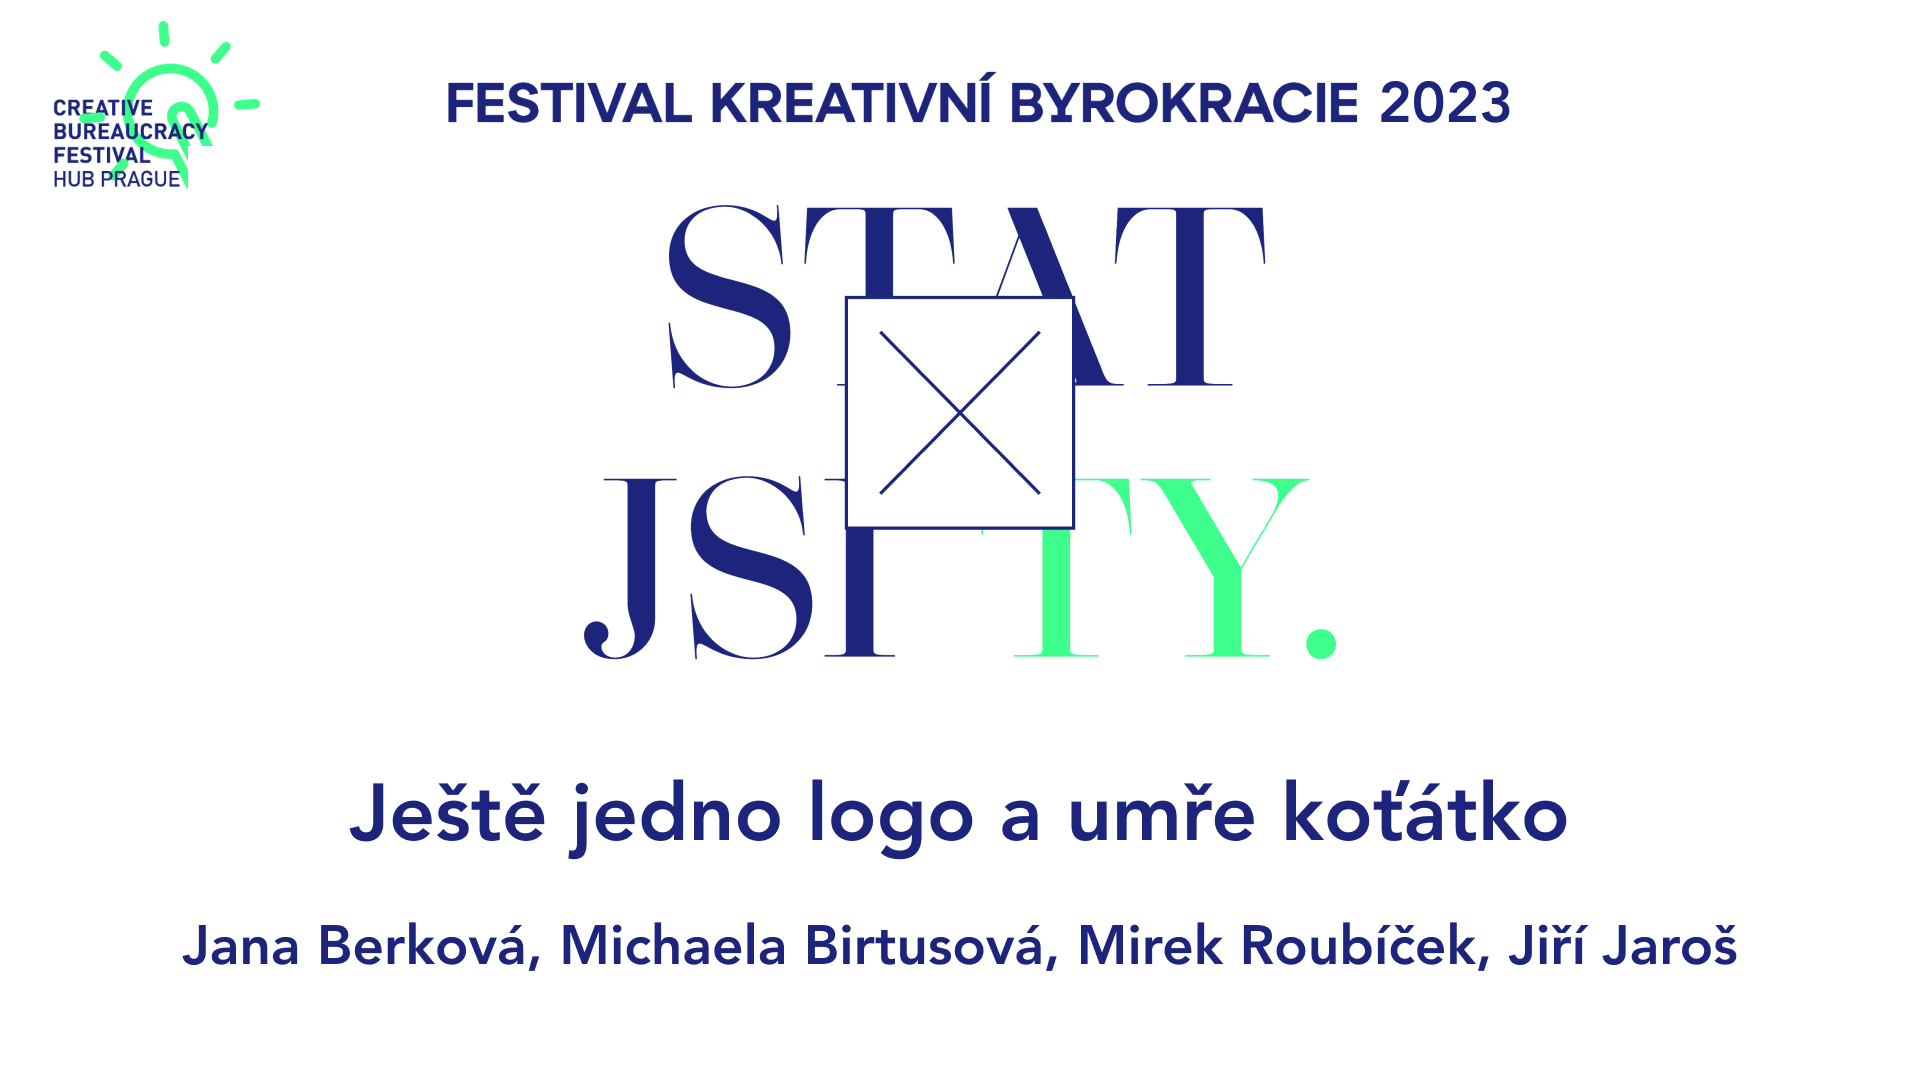 CREATIVE
BUREAUCRACY
FESTIVAL
HUB PRAGUE
FESTIVAL KREATIVNÍ BYROKRACIE 2023
STAT
JSI TY.
Ještě jedno logo a umře koťátko
Jana Berková, Michaela Birtusová, Mirek Roubíček, Jiří Jaroš